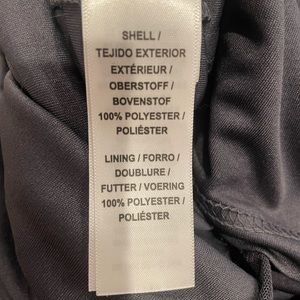 SHELL /
TEJIDO EXTERIOR
EXTÉRIEUR /
OBERSTOFF /
BOVENSTOF
100% POLYESTER /
POLIÉSTER
LINING / FORRO /
DOUBLURE /
FUTTER / VOERING
100% POLYESTER /
POLIÉSTER